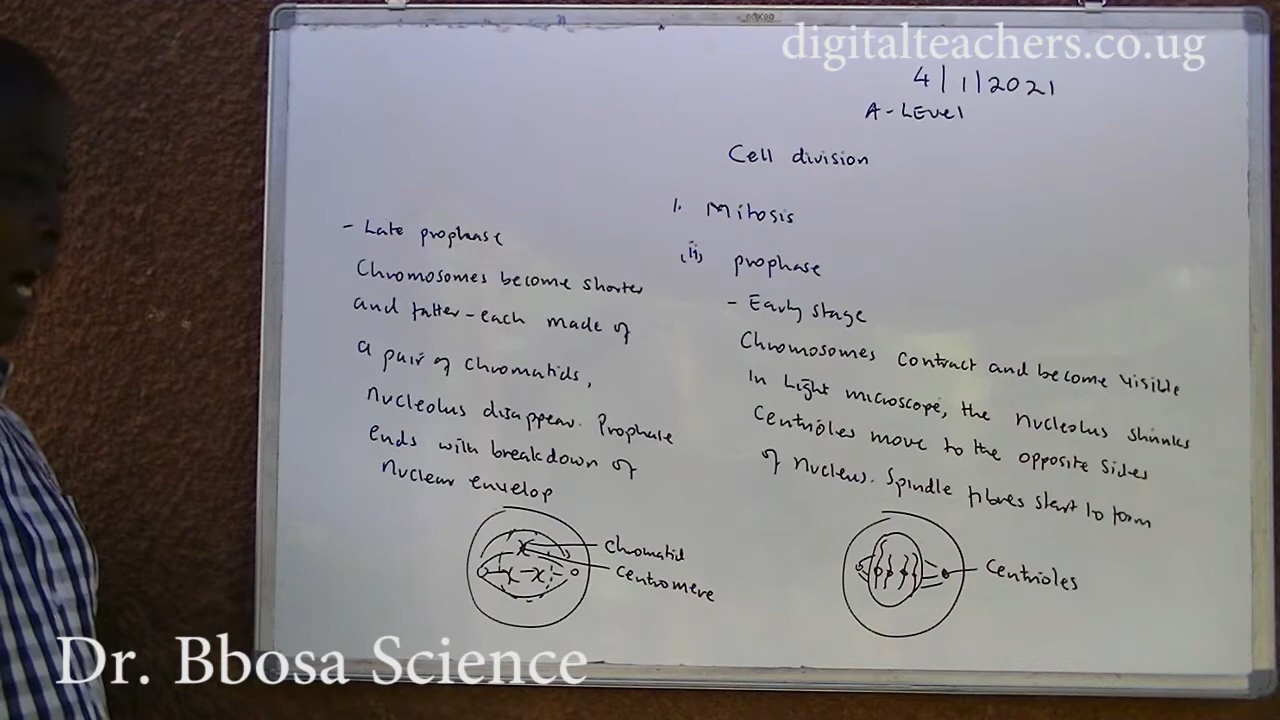 digitalteachers.co.ug
4/1/2021
A-Level
Cell division
1. Mitosis
(ii) prophase
- Early stage
Chromosomes contract and become visible
In Light microscope, the nucleolus shrinks
Centrioles move to the opposite sides
of nucleus. Spindle fibres start to form
Centrioles
- Late prophase
Chromosomes become shorter
and fatter - each made of
a pair of chromatids,
nucleolus disappear. Prophase
ends with breakdown of
nuclear envelop
Chromatid
Centromere
Dr. Bbosa Science